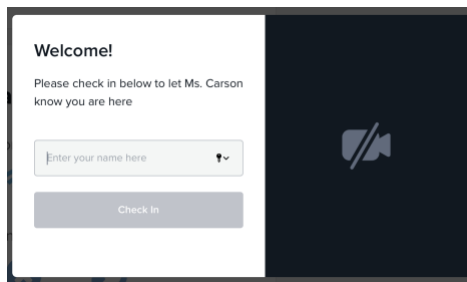 Welcome!
Please check in below to let Ms. Carson
know you are here
Enter your name here
Check In